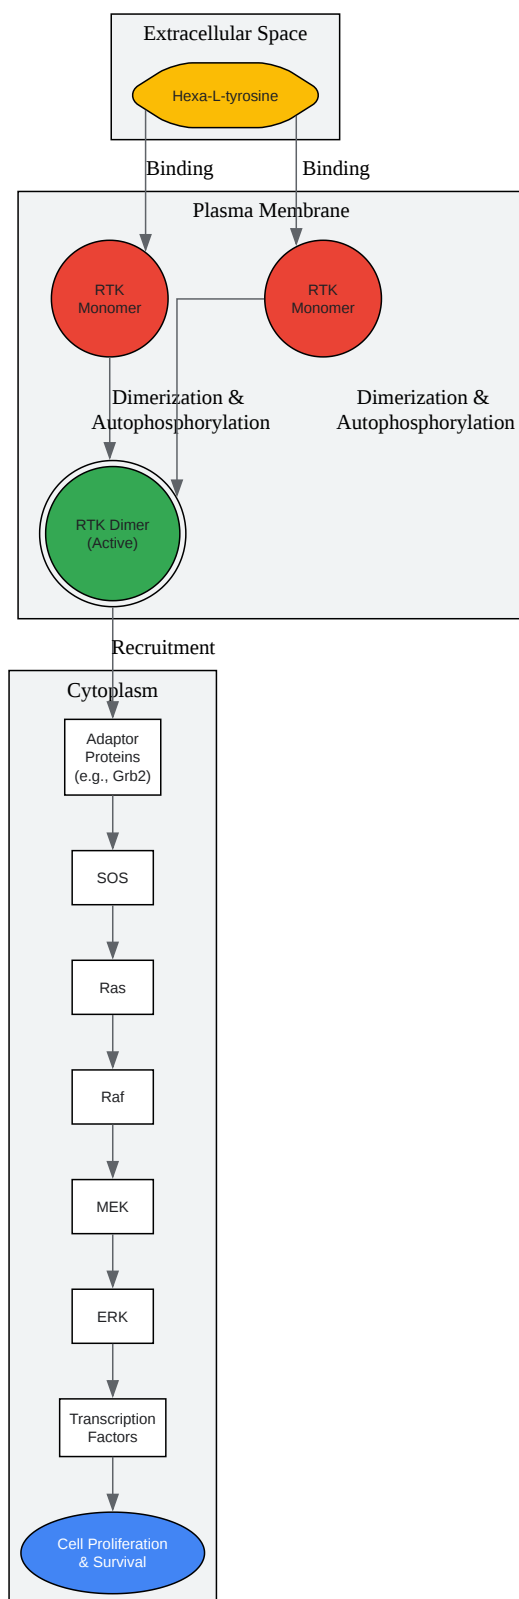 Extracellular Space
Hexa-L-tyrosine
Binding
Binding
Plasma Membrane
RTK
Monomer
RTK
Monomer
Dimerization &
Autophosphorylation
Dimerization &
Autophosphorylation
RTK Dimer
(Active)
Recruitment
Cytoplasm
Adaptor
Proteins
(e.g., Grb2)
SOS
Ras
Raf
MEK
ERK
Transcription
Factors
Cell Proliferation
& Survival